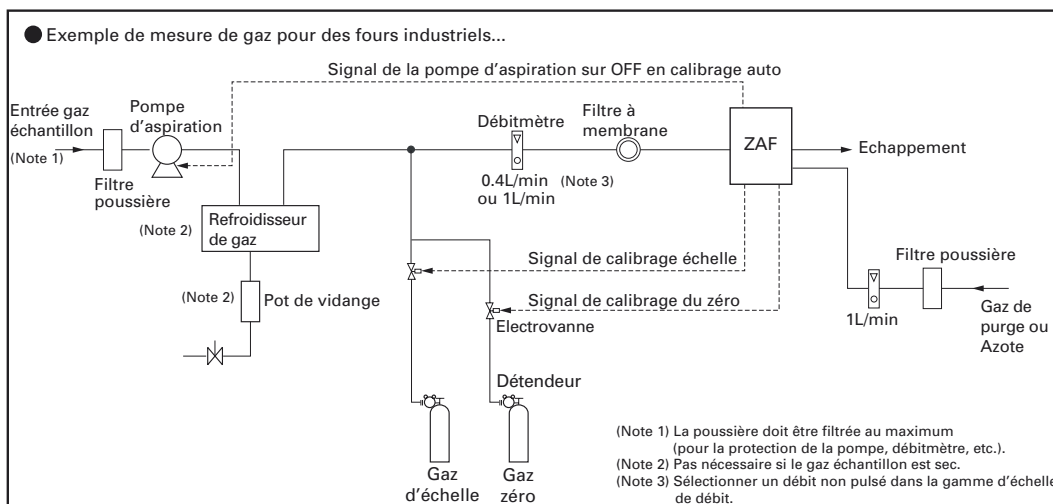 ● Exemple de mesure de gaz pour des fours industriels...
Signal de la pompe d'aspiration sur OFF en calibrage auto
Entrée gaz
échantillon
(Note 1)
Pompe
d'aspiration
Filtre
poussière
Débitmètre
0.4L/min
ou 1L/min
(Note 3)
Filtre à
membrane
ZAF
Echappement
(Note 2)
Refroidisseur
de gaz
(Note 2)
Pot de vidange
Signal de calibrage échelle
Signal de calibrage du zéro
Electrovanne
Filtre poussière
1L/min
Gaz de
purge ou
Azote
Détendeur
Gaz
d'échelle
Gaz
zéro
(Note 1) La poussière doit être filtrée au maximum
(pour la protection de la pompe, débitmètre, etc.).
(Note 2) Pas nécessaire si le gaz échantillon est sec.
(Note 3) Sélectionner un débit non pulsé dans la gamme d'échelle
de débit.